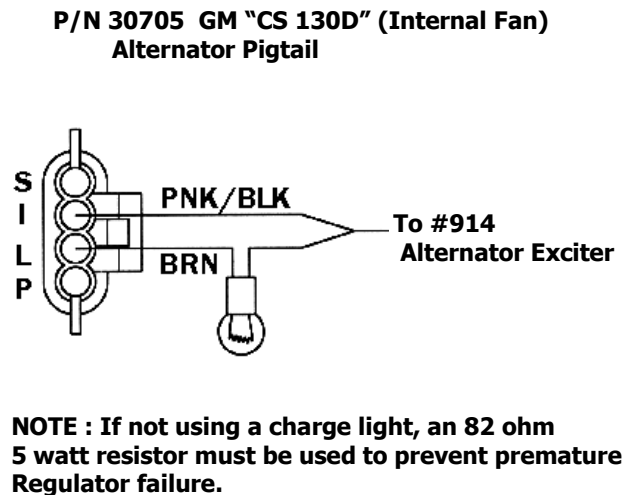 P/N 30705 GM “CS 130D” (Internal Fan)
Alternator Pigtail
S
I
L
P
PNK/BLK
BRN
To #914
Alternator Exciter
NOTE : If not using a charge light, an 82 ohm
5 watt resistor must be used to prevent premature
Regulator failure.